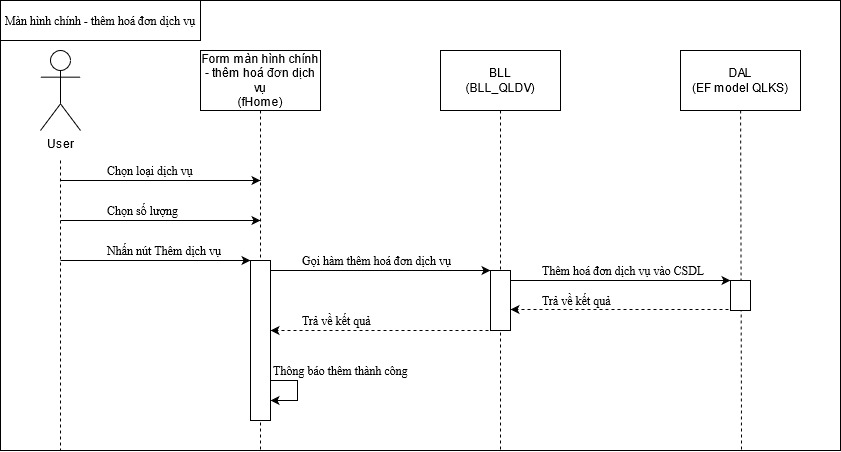 Màn hình chính - thêm hoá đơn dịch vụ
Form màn hình chính
- thêm hoá đơn dịch
vụ
(fHome)
BLL
(BLL_QLDV)
DAL
(EF model QLKS)
User
Chọn loại dịch vụ
Chọn số lượng
Nhấn nút Thêm dịch vụ
Gọi hàm thêm hoá đơn dịch vụ
Thêm hoá đơn dịch vụ vào CSDL
Trả về kết quả
Trả về kết quả
Thông báo thêm thành công